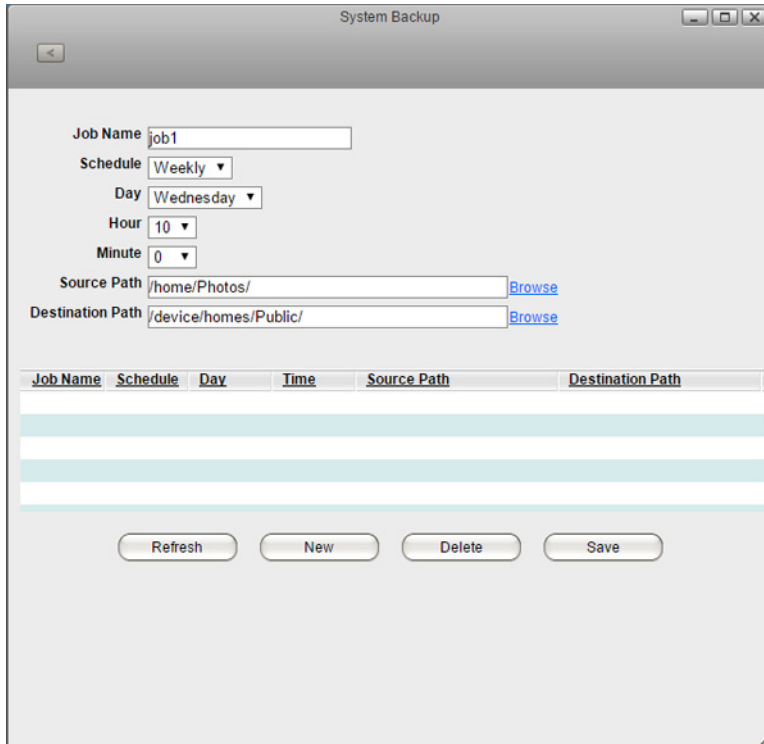 System Backup
<
Job Name job1
Schedule Weekly
Day Wednesday
Hour 10
Minute 0
Source Path /home/Photos/ Browse
Destination Path /device/homes/Public/ Browse
Job Name Schedule Day Time Source Path Destination Path
Refresh New Delete Save